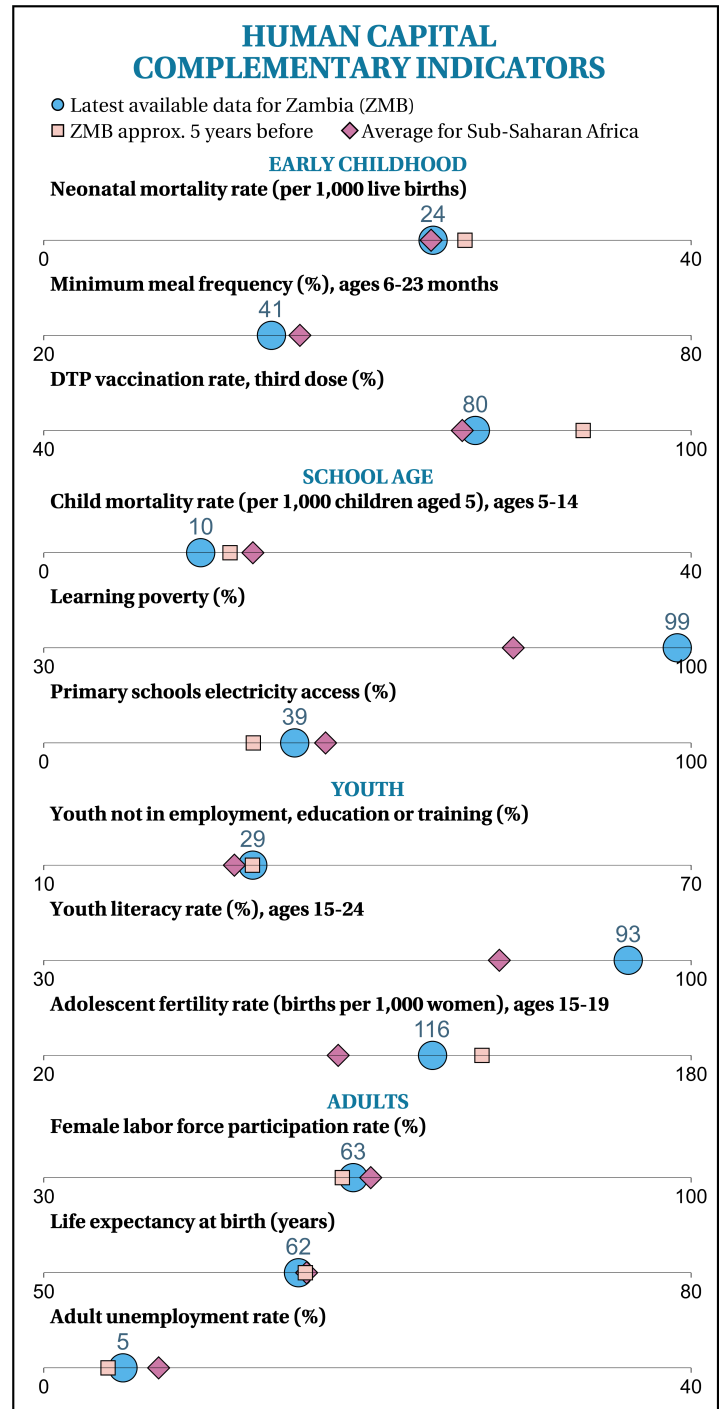 HUMAN CAPITAL
COMPLEMENTARY INDICATORS
Latest available data for Zambia (ZMB)
ZMB approx. 5 years before
Average for Sub-Saharan Africa
EARLY CHILDHOOD
Neonatal mortality rate (per 1,000 live births)
24
0
40
Minimum meal frequency (%), ages 6-23 months
41
20
80
DTP vaccination rate, third dose (%)
80
40
100
SCHOOL AGE
Child mortality rate (per 1,000 children aged 5), ages 5-14
10
0
40
Learning poverty (%)
99
30
100
Primary schools electricity access (%)
39
0
100
YOUTH
Youth not in employment, education or training (%)
29
10
70
Youth literacy rate (%), ages 15-24
93
30
100
Adolescent fertility rate (births per 1,000 women), ages 15-19
116
20
180
ADULTS
Female labor force participation rate (%)
63
30
100
Life expectancy at birth (years)
62
50
80
Adult unemployment rate (%)
5
0
40